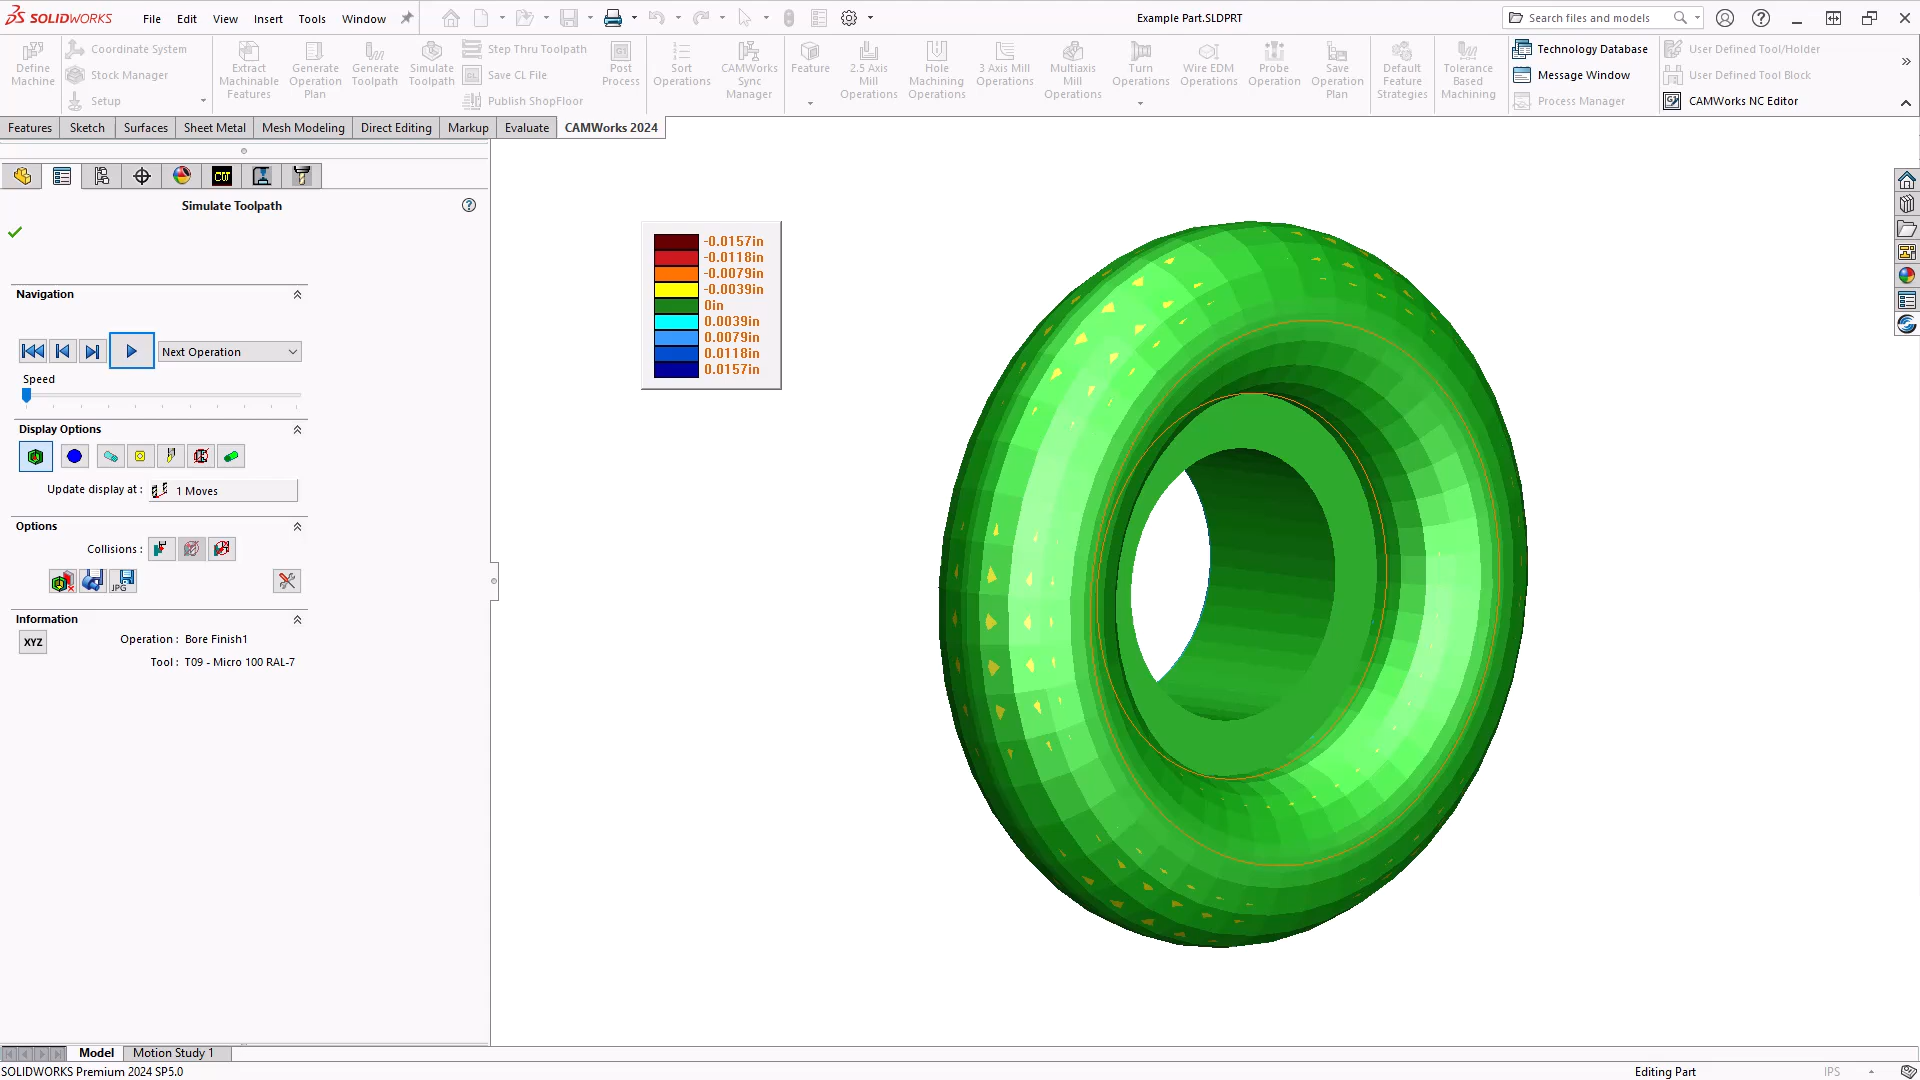 SOLIDWORKS File Edit View Insert Tools Window Example Part.SLDPRT Search files and models
Define Machine
Coordinate System
Stock Manager
Setup
Extract Machinable Features
Generate Operation Plan
Generate Toolpath
Simulate Toolpath
Step Thru Toolpath
Save CL File
Publish ShopFloor
Post Process
Sort Operations
CAMWorks Sync Manager
Feature
2.5 Axis Mill Operations
Hole Machining Operations
3 Axis Mill Operations
Multiaxis Mill Operations
Turn Operations
Wire EDM Operations
Probe Operation
Save Operation Plan
Default Feature Strategies
Tolerance Based Machining
Technology Database
Message Window
Process Manager
User Defined Tool/Holder
User Defined Tool Block
CAMWorks NC Editor
Features Sketch Surfaces Sheet Metal Mesh Modeling Direct Editing Markup Evaluate CAMWorks 2024
CW
Simulate Toolpath
Navigation
Next Operation
Speed
Display Options
Update display at : 1 Moves
Options
Collisions :
JPG
Information
XYZ
Operation : Bore Finish1
Tool : T09 - Micro 100 RAL-7
-0.0157in
-0.0118in
-0.0079in
-0.0039in
0in
0.0039in
0.0079in
0.0118in
0.0157in
Model Motion Study 1
SOLIDWORKS Premium 2024 SP5.0 Editing Part IPS